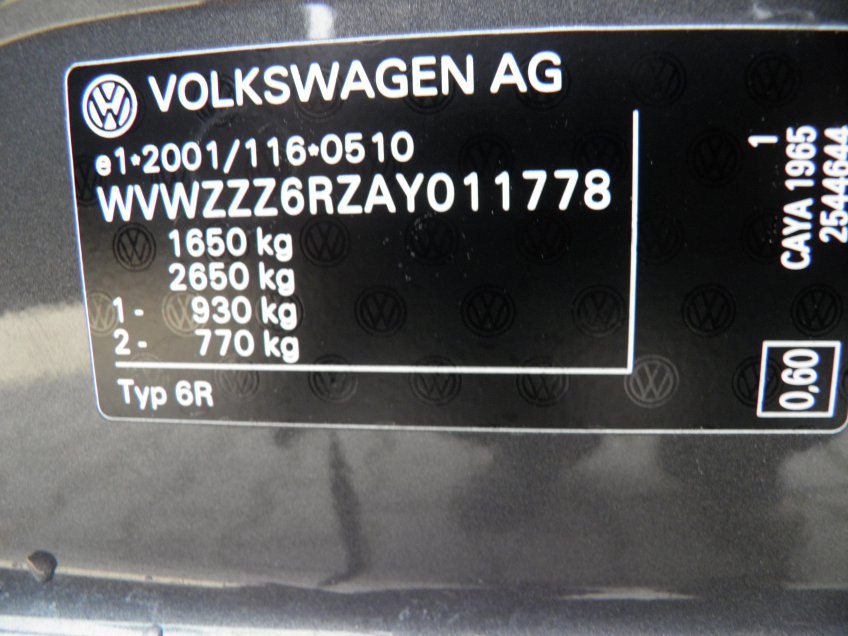 VOLKSWAGEN AG
e1*2001/116*0510
WVWZZZ6RZAY011778
1650 kg
2650 kg
1- 930 kg
2- 770 kg
Typ 6R
1
CAYA 1965
2544644
0,60